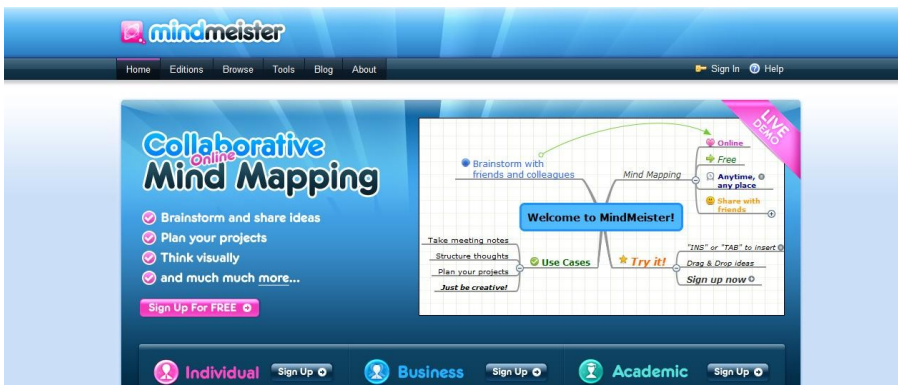 mindmeister
Home Editions Browse Tools Blog About Sign In Help
Collaborative
Online
Mind Mapping
Brainstorm and share ideas
Plan your projects
Think visually
and much much more...
Sign Up For FREE
LIVE
DEMO
Brainstorm with
friends and colleagues
Mind Mapping
Online
Free
Anytime,
any place
Share with
friends
Welcome to MindMeister!
Take meeting notes
Structure thoughts
Plan your projects
Just be creative!
Use Cases
Try it!
"INS" or "TAB" to insert
Drag & Drop ideas
Sign up now
Individual Sign Up Business Sign Up Academic Sign Up